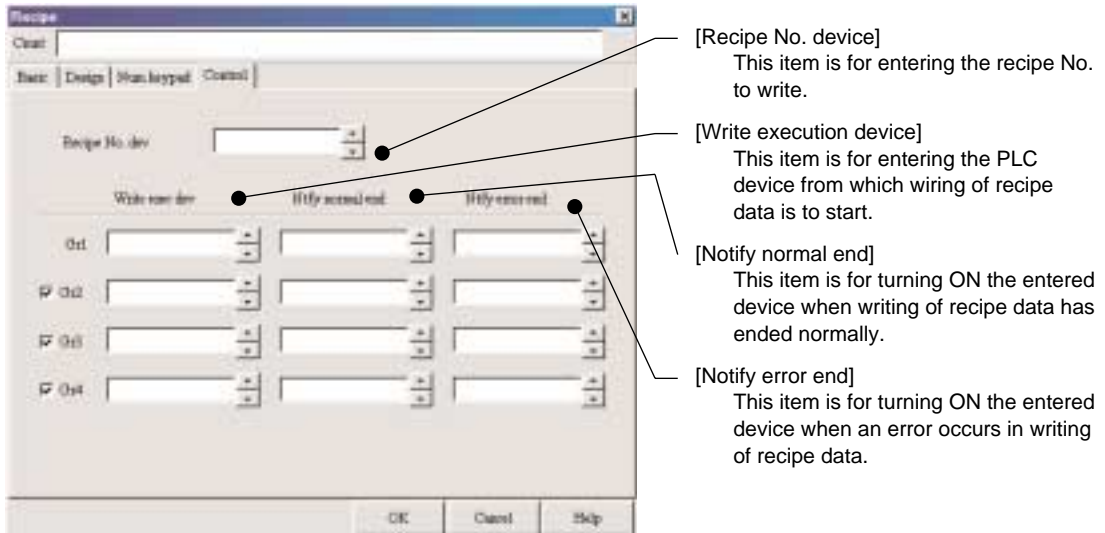 Recipe
Cmnt
Basic Design Num.keypad Control
Recipe No. dev
Write exec dev Ntfy normal end Ntfy error end
Gr1
Gr2
Gr3
Gr4
OK Cancel Help
[Recipe No. device]
This item is for entering the recipe No.
to write.
[Write execution device]
This item is for entering the PLC
device from which wiring of recipe
data is to start.
[Notify normal end]
This item is for turning ON the entered
device when writing of recipe data has
ended normally.
[Notify error end]
This item is for turning ON the entered
device when an error occurs in writing
of recipe data.